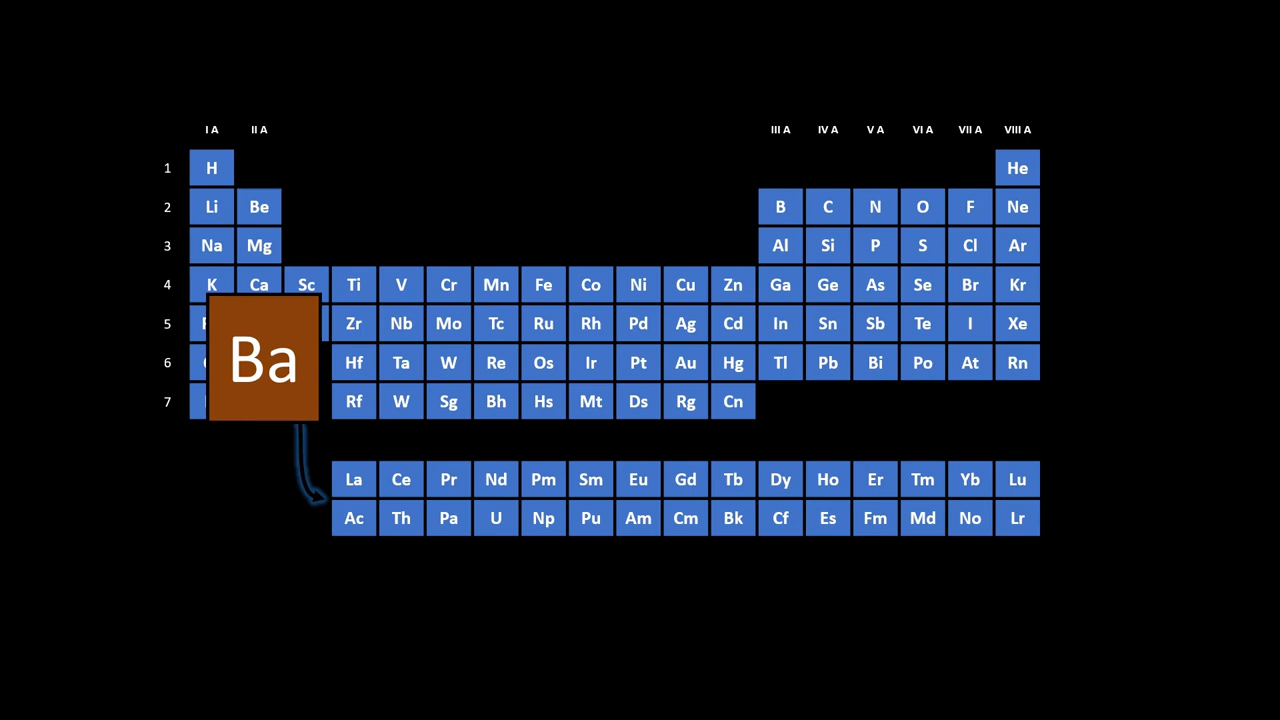 I A II A III A IV A V A VI A VII A VIII A
1 H He
2 Li Be B C N O F Ne
3 Na Mg Al Si P S Cl Ar
4 K Ca Sc Ti V Cr Mn Fe Co Ni Cu Zn Ga Ge As Se Br Kr
5 Zr Nb Mo Tc Ru Rh Pd Ag Cd In Sn Sb Te I Xe
Ba
6 Hf Ta W Re Os Ir Pt Au Hg Tl Pb Bi Po At Rn
7 Rf W Sg Bh Hs Mt Ds Rg Cn
La Ce Pr Nd Pm Sm Eu Gd Tb Dy Ho Er Tm Yb Lu
Ac Th Pa U Np Pu Am Cm Bk Cf Es Fm Md No Lr